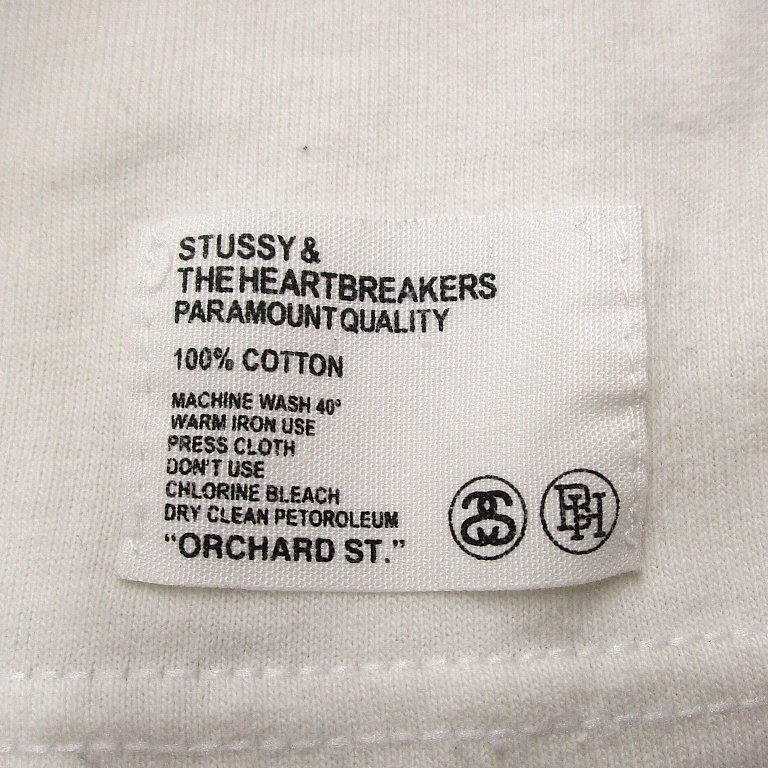 STUSSY &
THE HEARTBREAKERS
PARAMOUNT QUALITY
100% COTTON
MACHINE WASH 40°
WARM IRON USE
PRESS CLOTH
DON'T USE
CHLORINE BLEACH
DRY CLEAN PETOROLEUM
"ORCHARD ST."